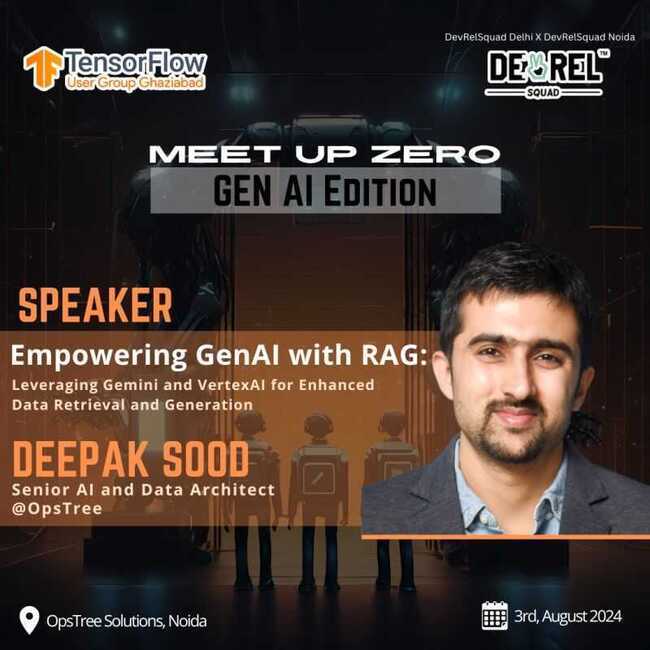 DevRelSquad Delhi X DevRelSquad Noida
TensorFlow
User Group Ghaziabad
DEVREL™
SQUAD
MEET UP ZERO
GEN AI EDITION
SPEAKER
Empowering GenAI with RAG:
Leveraging Gemini and VertexAI for Enhanced
Data Retrieval and Generation
DEEPAK SOOD
Senior AI and Data Architect
@OpsTree
OpsTree Solutions, Noida
3rd, August 2024